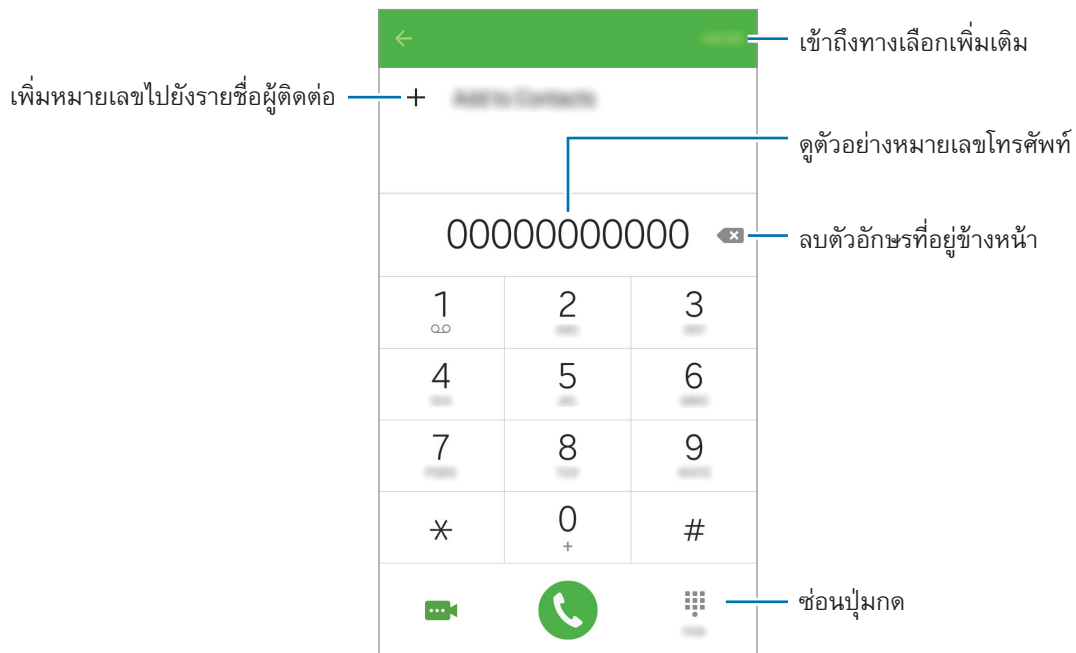 เข้าถึงทางเลือกเพิ่มเติม
เพิ่มหมายเลขไปยังรายชื่อผู้ติดต่อ
Add to Contacts
ดูตัวอย่างหมายเลขโทรศัพท์
00000000000
ลบตัวอักษรที่อยู่ข้างหน้า
1 2 3
4 5 6
7 8 9
* 0 #
+
ซ่อนปุ่มกด